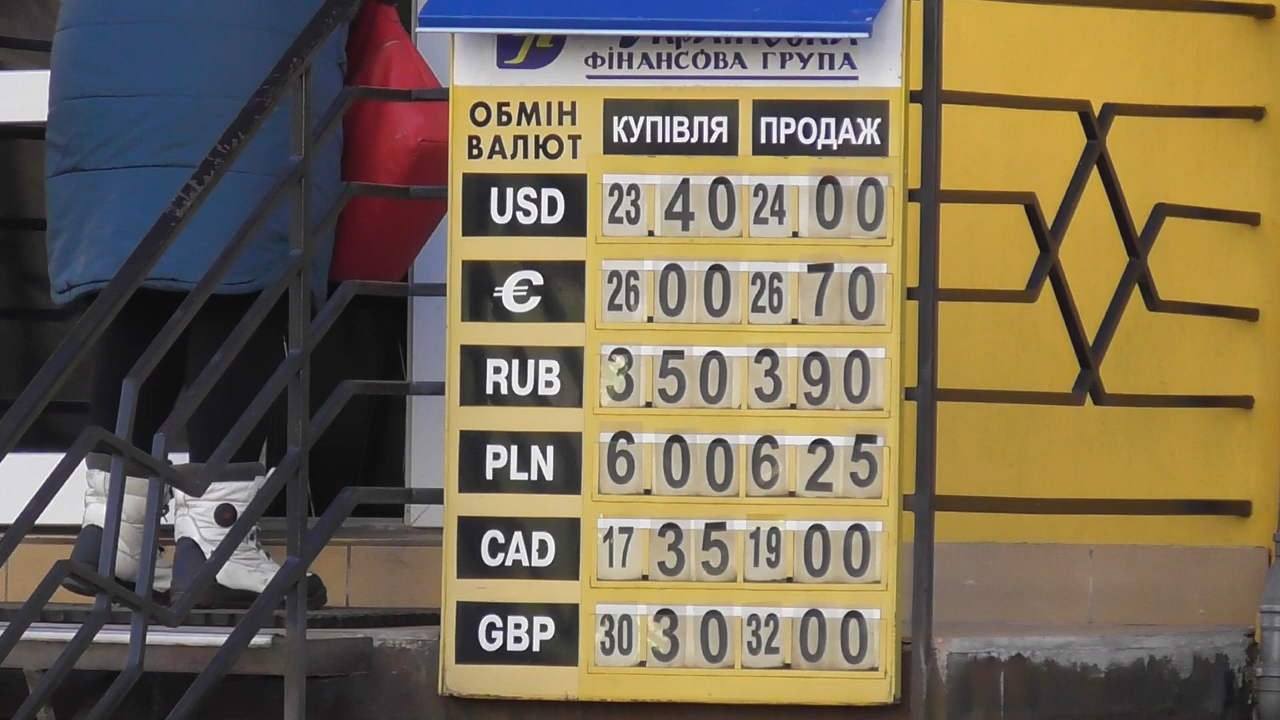 ФІНАНСОВА ГРУПА
ОБМІН ВАЛЮТ КУПІВЛЯ ПРОДАЖ
USD 23.40 24.00
€ 26.00 26.70
RUB 3.50 3.90
PLN 6.00 6.25
CAD 17.35 19.00
GBP 30.30 32.00